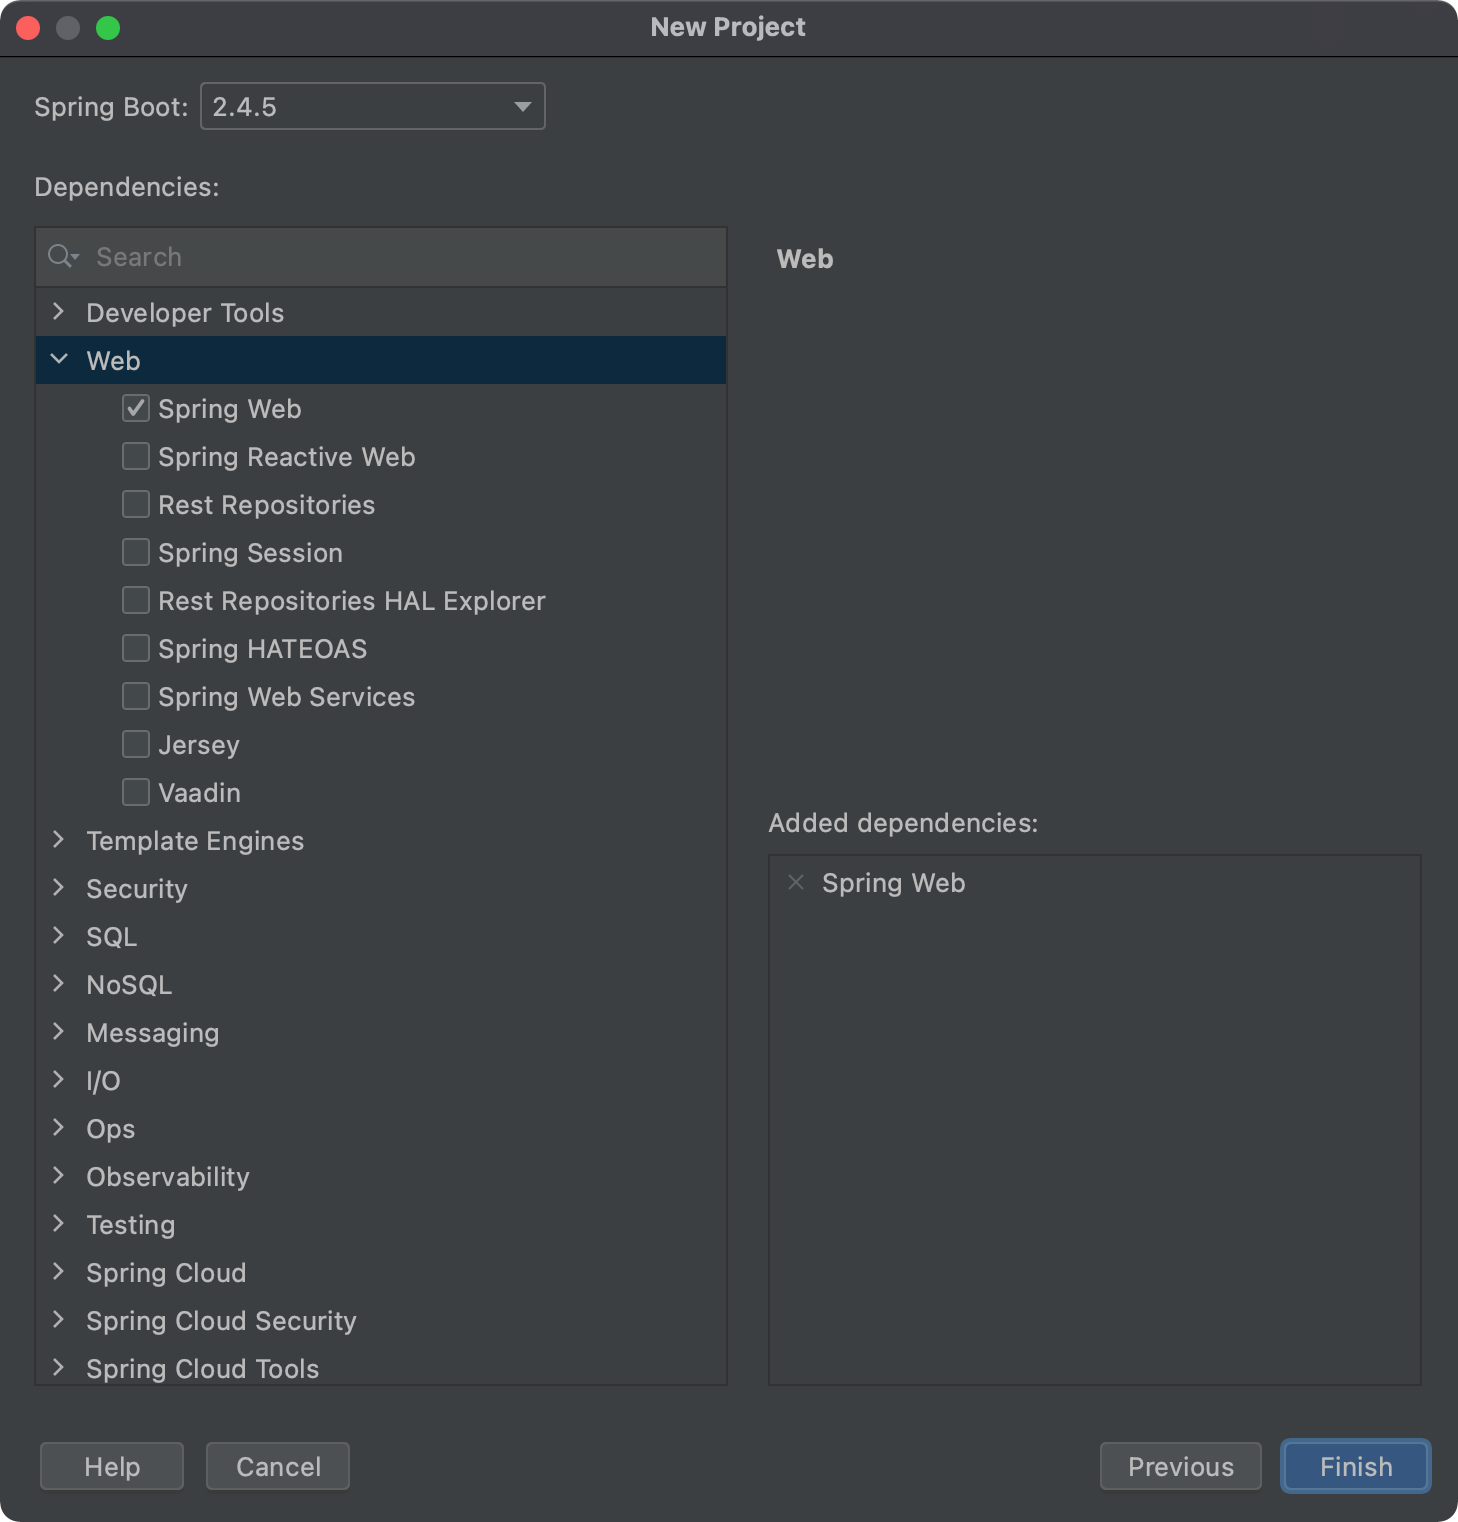 New Project
Spring Boot: 2.4.5
Dependencies:
Search
Developer Tools
Web
Spring Web
Spring Reactive Web
Rest Repositories
Spring Session
Rest Repositories HAL Explorer
Spring HATEOAS
Spring Web Services
Jersey
Vaadin
Template Engines
Security
SQL
NoSQL
Messaging
I/O
Ops
Observability
Testing
Spring Cloud
Spring Cloud Security
Spring Cloud Tools
Web
Added dependencies:
Spring Web
Help Cancel Previous Finish